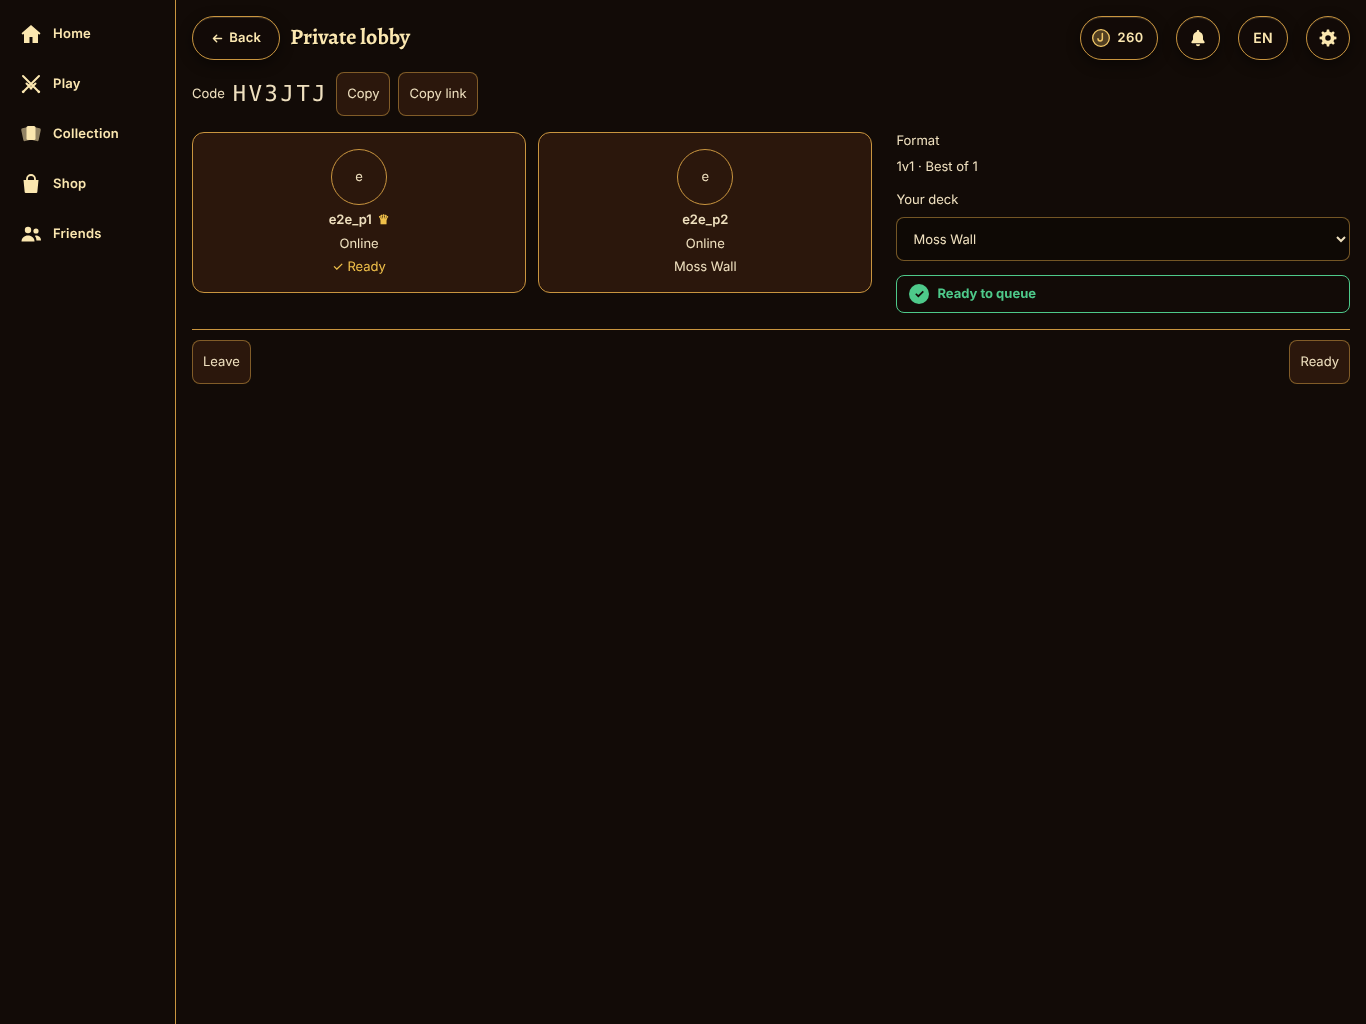 Home
Play
Collection
Shop
Friends
← Back
Private lobby
J 260
EN
Code HV3JTJ
Copy
Copy link
e
e2e_p1 ♛
Online
✓ Ready
e
e2e_p2
Online
Moss Wall
Format
1v1 · Best of 1
Your deck
Moss Wall
Ready to queue
Leave
Ready